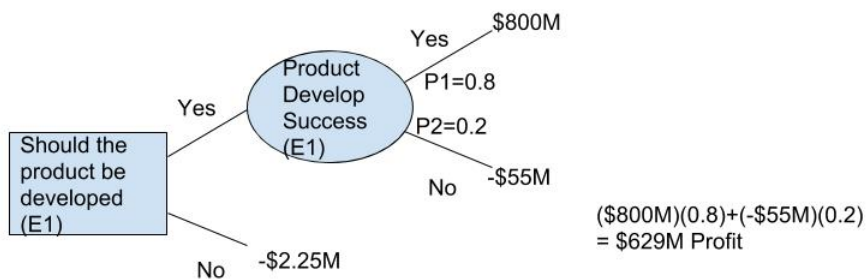 $800M
Yes
Product
Develop
Success
(E1)
P1=0.8
P2=0.2
Yes
Should the
product be
developed
(E1)
No
-$55M
($800M)(0.8)+(-$55M)(0.2)
= $629M Profit
No
-$2.25M